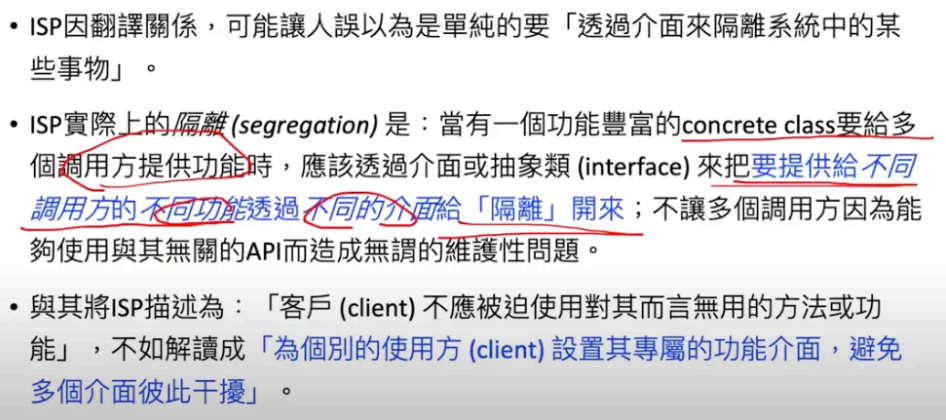 • ISP因翻譯關係，可能讓人誤以為是單純的要「透過介面來隔離系統中的某
些事物」。
• ISP實際上的隔離 (segregation) 是：當有一個功能豐富的concrete class要給多
個調用方提供功能時，應該透過介面或抽象類 (interface) 來把要提供給不同
調用方的不同功能透過不同的介面給「隔離」開來；不讓多個調用方因為能
夠使用與其無關的API而造成無謂的維護性問題。
• 與其將ISP描述為：「客戶 (client) 不應被迫使用對其而言無用的方法或功
能」，不如解讀成「為個別的使用方 (client) 設置其專屬的功能介面，避免
多個介面彼此干擾」。